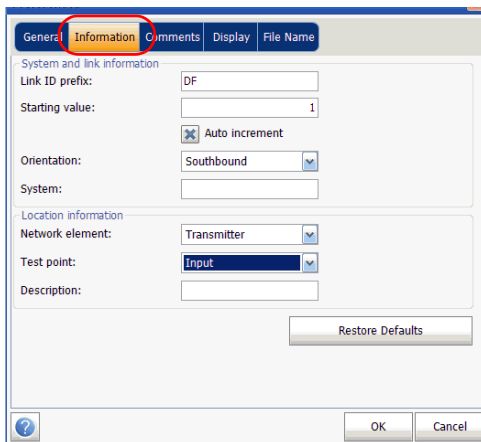 General Information Comments Display File Name
System and link information
Link ID prefix: DF
Starting value: 1
Auto increment
Orientation: Southbound
System:
Location information
Network element: Transmitter
Test point: Input
Description:
Restore Defaults
? OK Cancel